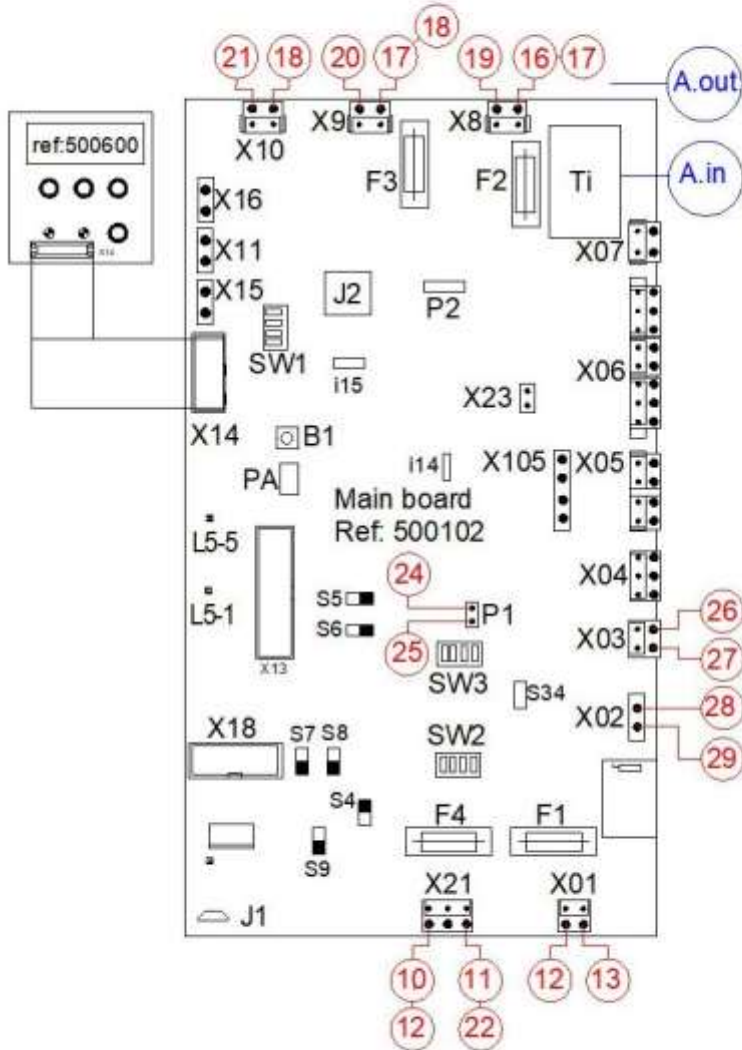 18
21 18 20 17 19 16 17
A.out
X10 X9 X8
ref:500600
X14
F3 F2 Ti
A.in
X16
X11
X15
X07
J2 P2
SW1
i15
X06
X23
X14
B1
PA
i14 X105 X05
Main board
Ref: 500102
L5-5
L5-1
X04
24
S5
S6
P1
25
X13
SW3
X03
26
27
S34
X02
28
29
X18
S7 S8
SW2
S4
S9
F4 F1
X21 X01
J1
10 11 12 13
12 22